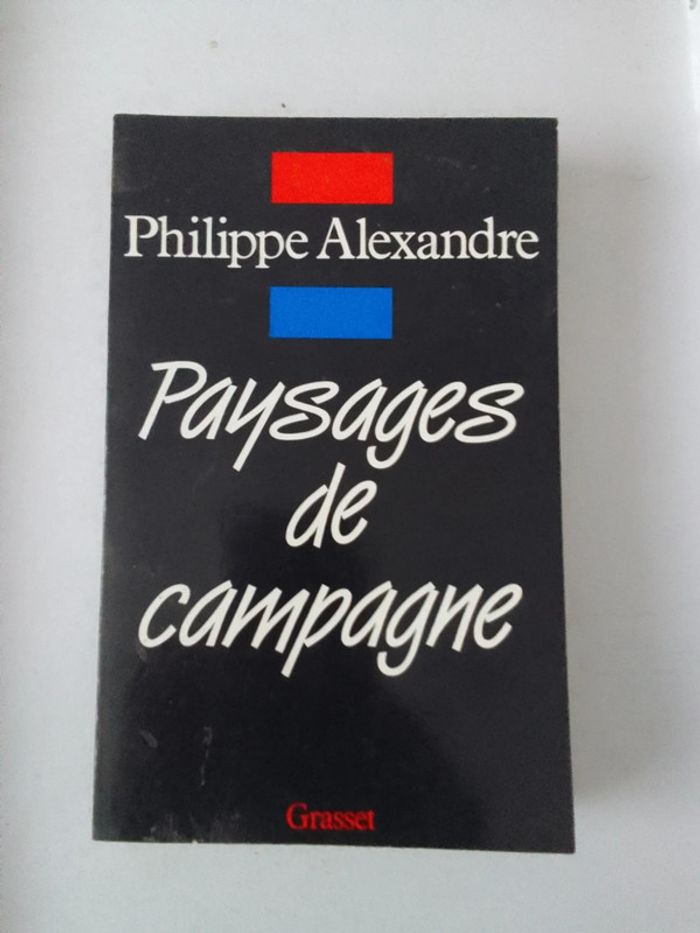 Philippe Alexandre
Paysages
de
campagne
Grasset